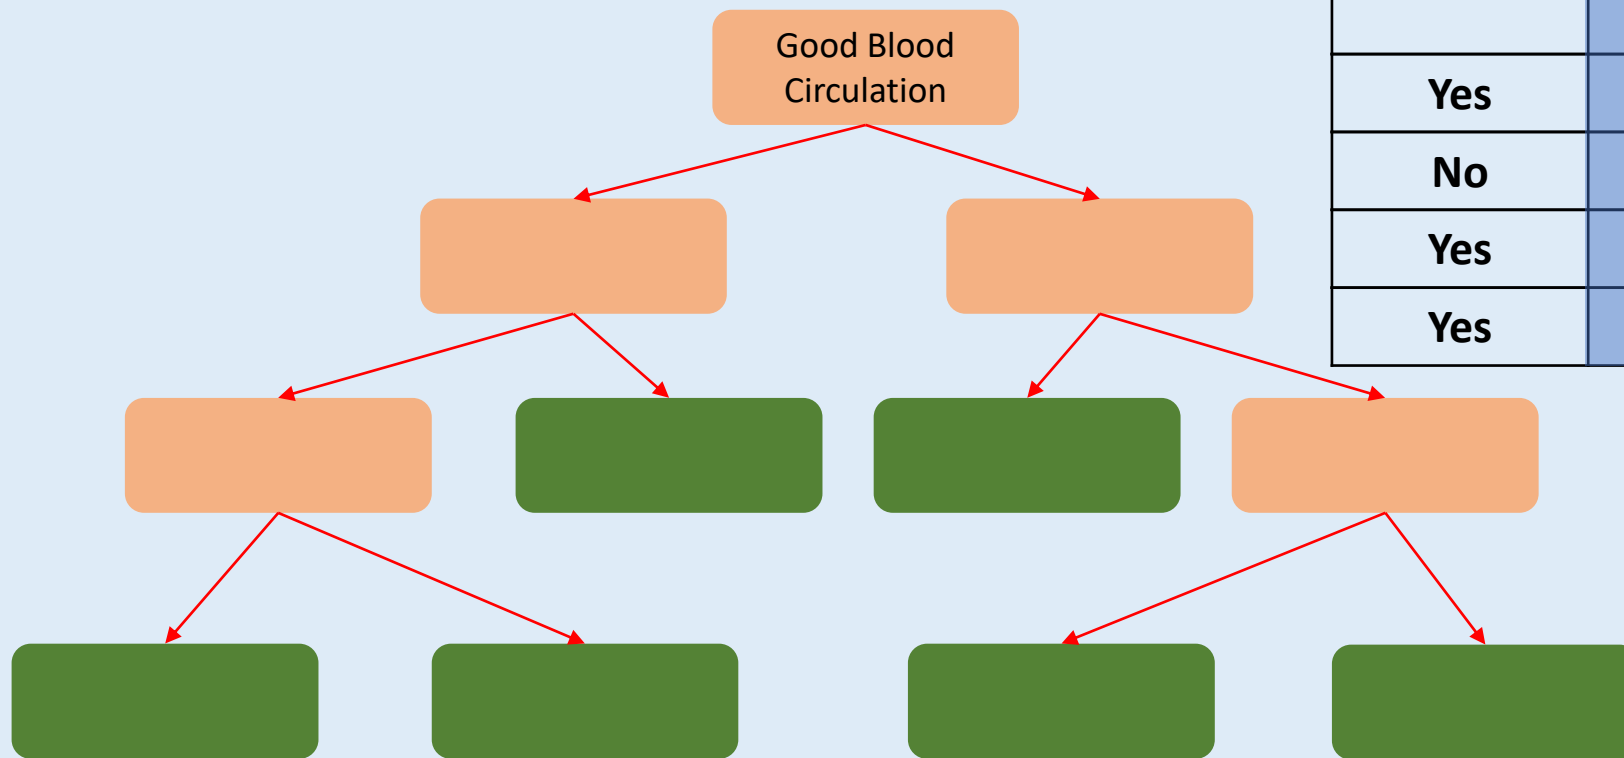 Good Blood
Circulation
Yes
No
Yes
Yes